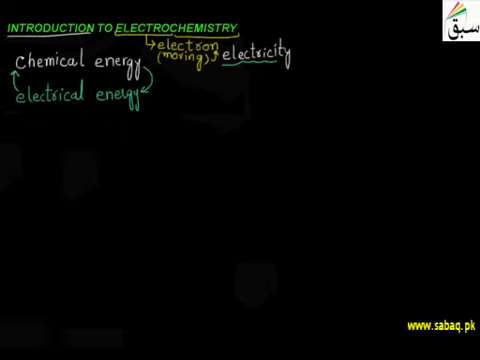 INTRODUCTION TO ELECTROCHEMISTRY
electron
(moving)
electricity
Chemical energy
electrical energy
سبق
www.sabaq.pk